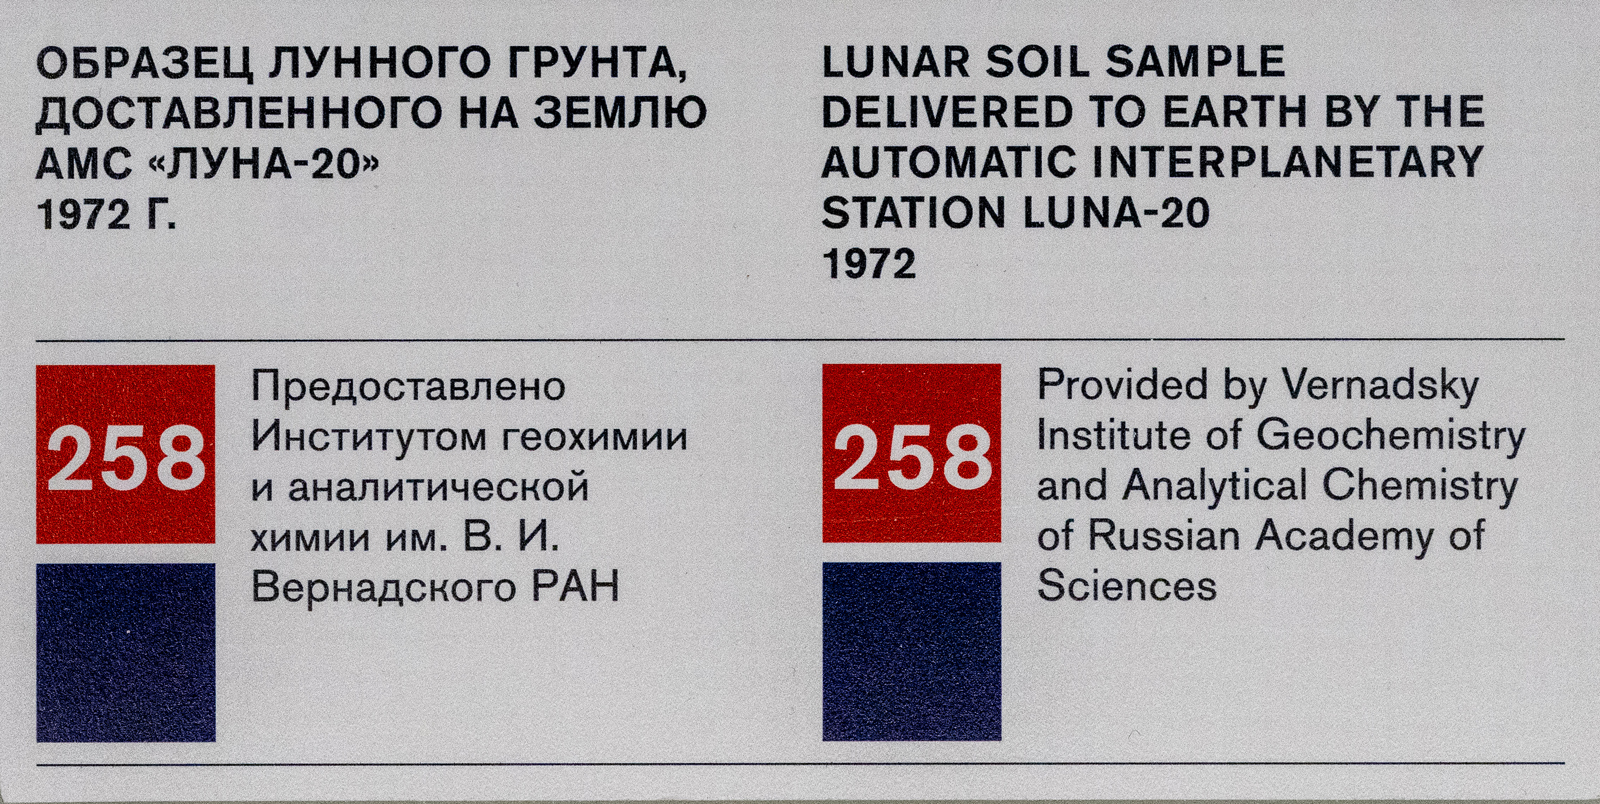 ОБРАЗЕЦ ЛУННОГО ГРУНТА,
ДОСТАВЛЕННОГО НА ЗЕМЛЮ
АМС «ЛУНА-20»
1972 Г.
LUNAR SOIL SAMPLE
DELIVERED TO EARTH BY THE
AUTOMATIC INTERPLANETARY
STATION LUNA-20
1972
258
Предоставлено
Институтом геохимии
и аналитической
химии им. В. И.
Вернадского РАН
258
Provided by Vernadsky
Institute of Geochemistry
and Analytical Chemistry
of Russian Academy of
Sciences